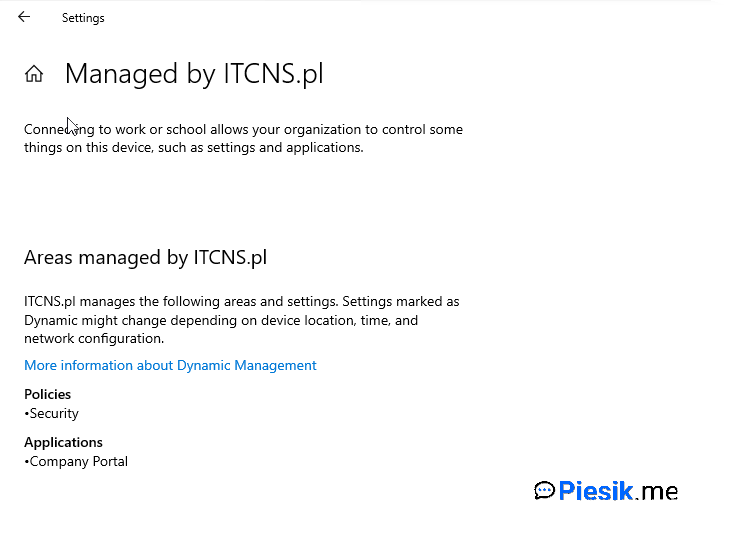 Settings
Managed by ITCNS.pl
Connecting to work or school allows your organization to control some
things on this device, such as settings and applications.
Areas managed by ITCNS.pl
ITCNS.pl manages the following areas and settings. Settings marked as
Dynamic might change depending on device location, time, and
network configuration.
More information about Dynamic Management
Policies
•Security
Applications
•Company Portal
Piesik.me